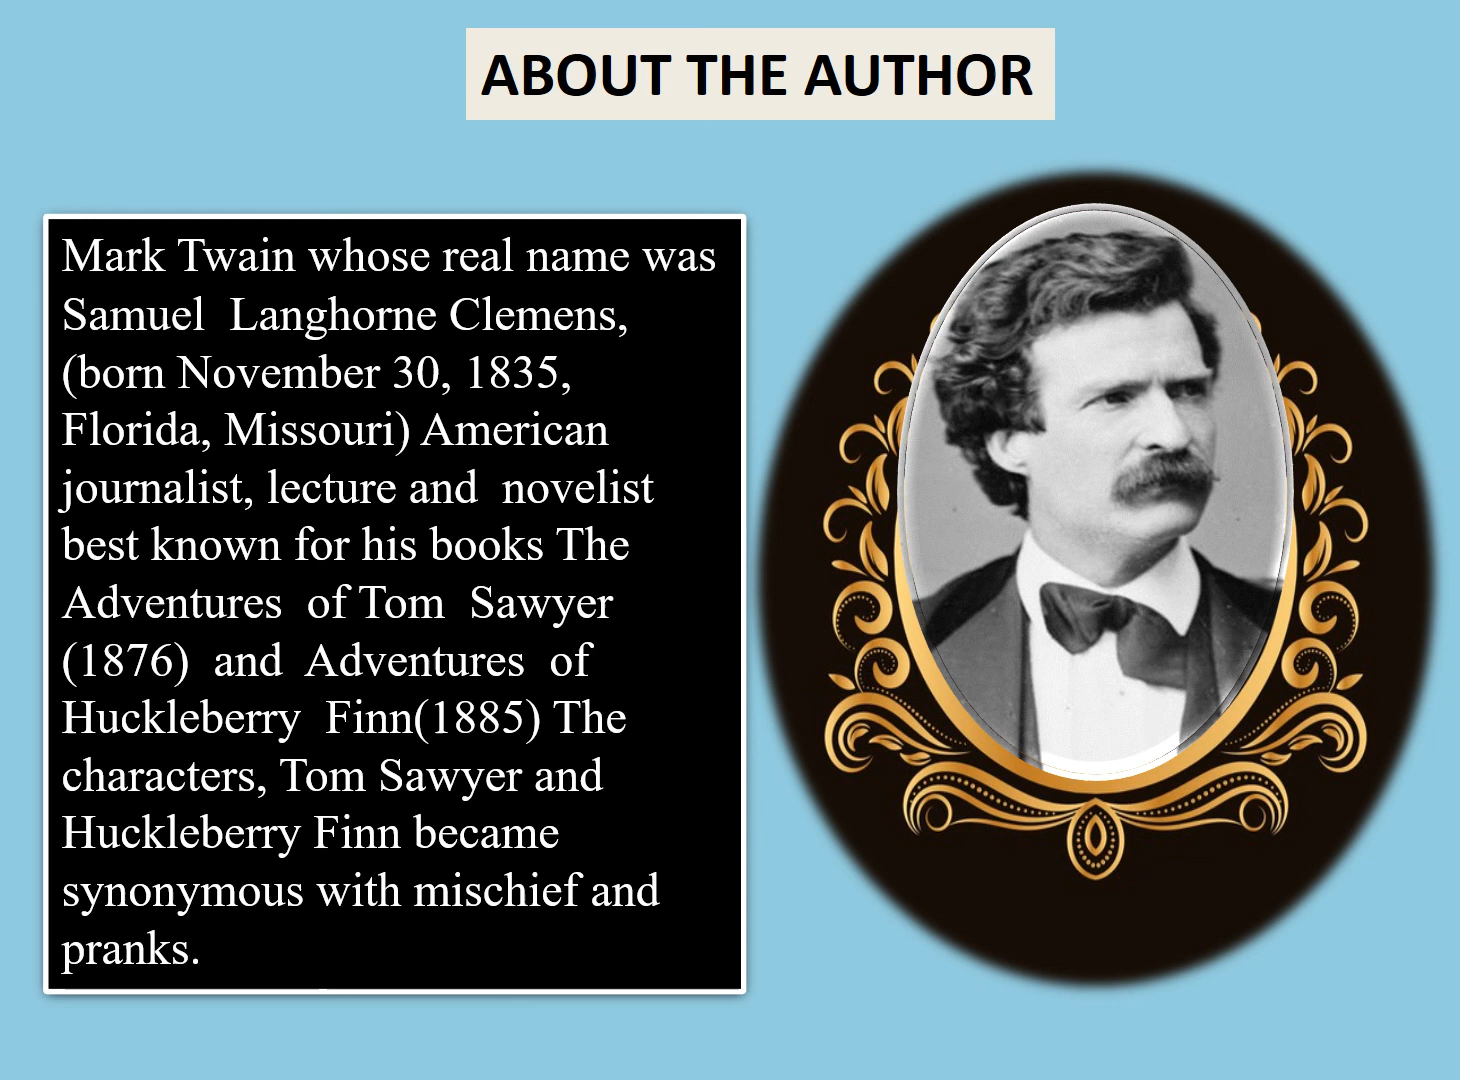 ABOUT THE AUTHOR
Mark Twain whose real name was
Samuel Langhorne Clemens,
(born November 30, 1835,
Florida, Missouri) American
journalist, lecture and novelist
best known for his books The
Adventures of Tom Sawyer
(1876) and Adventures of
Huckleberry Finn(1885) The
characters, Tom Sawyer and
Huckleberry Finn became
synonymous with mischief and
pranks.